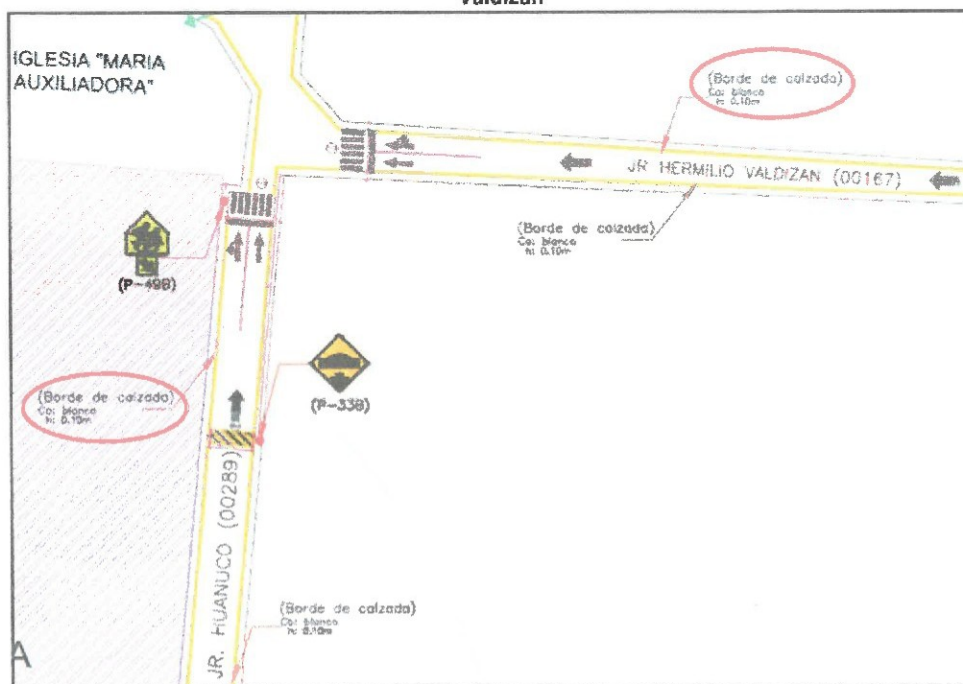 Valdizan
IGLESIA "MARIA
AUXILIADORA"
(Borde de calzada)
Co: blanco
h: 0.10m
JR HERMILIO VALDIZAN (00167)
(Borde de calzada)
Co: blanco
h: 0.10m
(P-49B)
(P-33B)
(Borde de calzada)
Co: blanco
h: 0.10m
JR. HUANUCO (00289)
(Borde de calzada)
Co: blanco
h: 0.10m
A